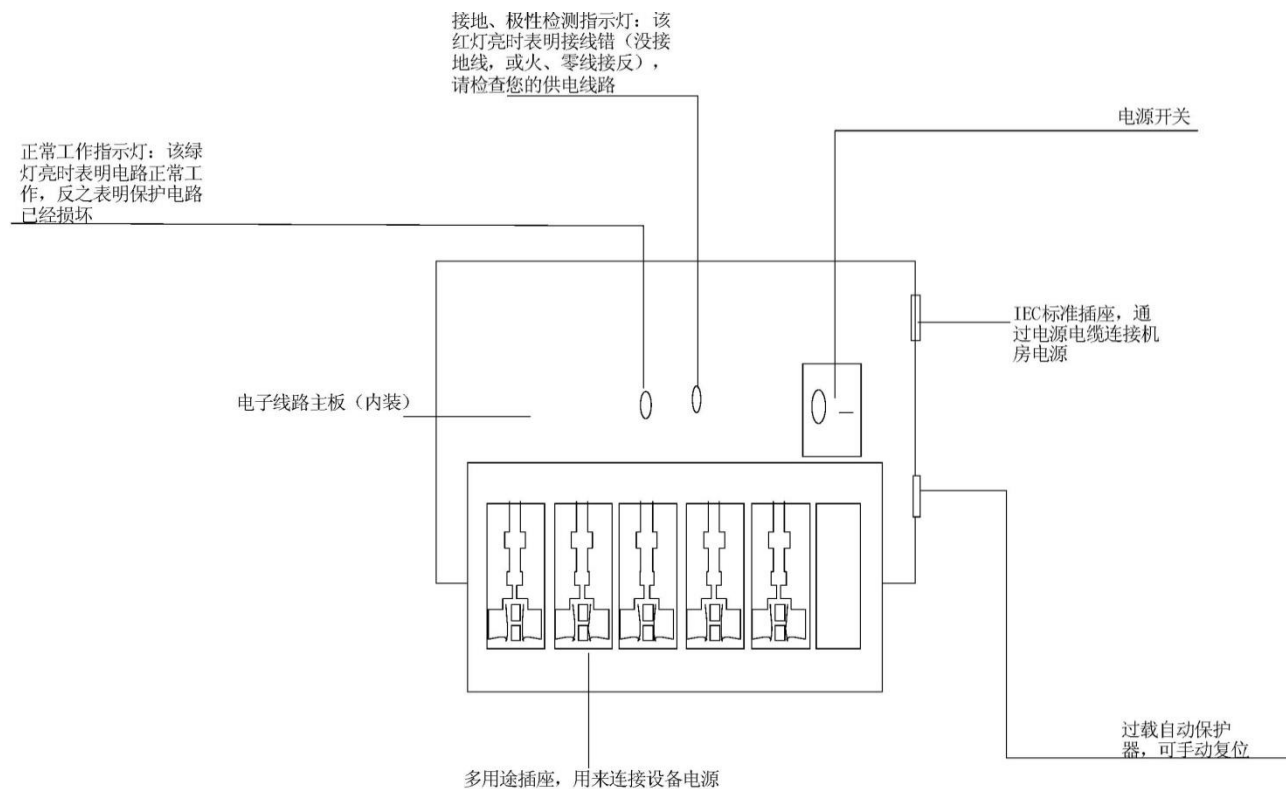 接地、极性检测指示灯：该
红灯亮时表明接线错（没接
地线，或火、零线接反），
请检查您的供电线路
电源开关
正常工作指示灯：该绿
灯亮时表明电路正常工
作，反之表明保护电路
已经损坏
IEC标准插座，通
过电源电缆连接机
房电源
电子线路主板（内装）
过载自动保护
器，可手动复位
多用途插座，用来连接设备电源